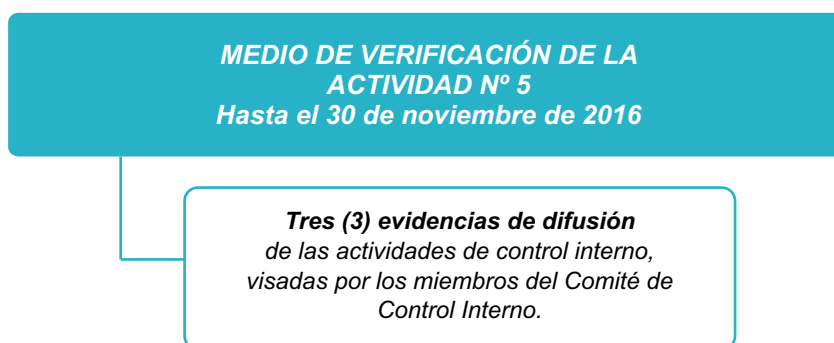 MEDIO DE VERIFICACIÓN DE LA
ACTIVIDAD Nº 5
Hasta el 30 de noviembre de 2016
Tres (3) evidencias de difusión
de las actividades de control interno,
visadas por los miembros del Comité de
Control Interno.